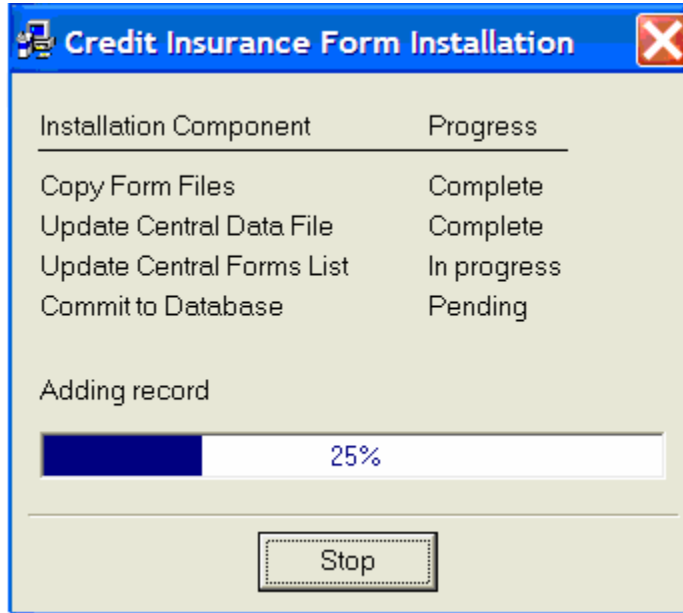 Credit Insurance Form Installation
Installation Component Progress
Copy Form Files Complete
Update Central Data File Complete
Update Central Forms List In progress
Commit to Database Pending
Adding record
25%
Stop